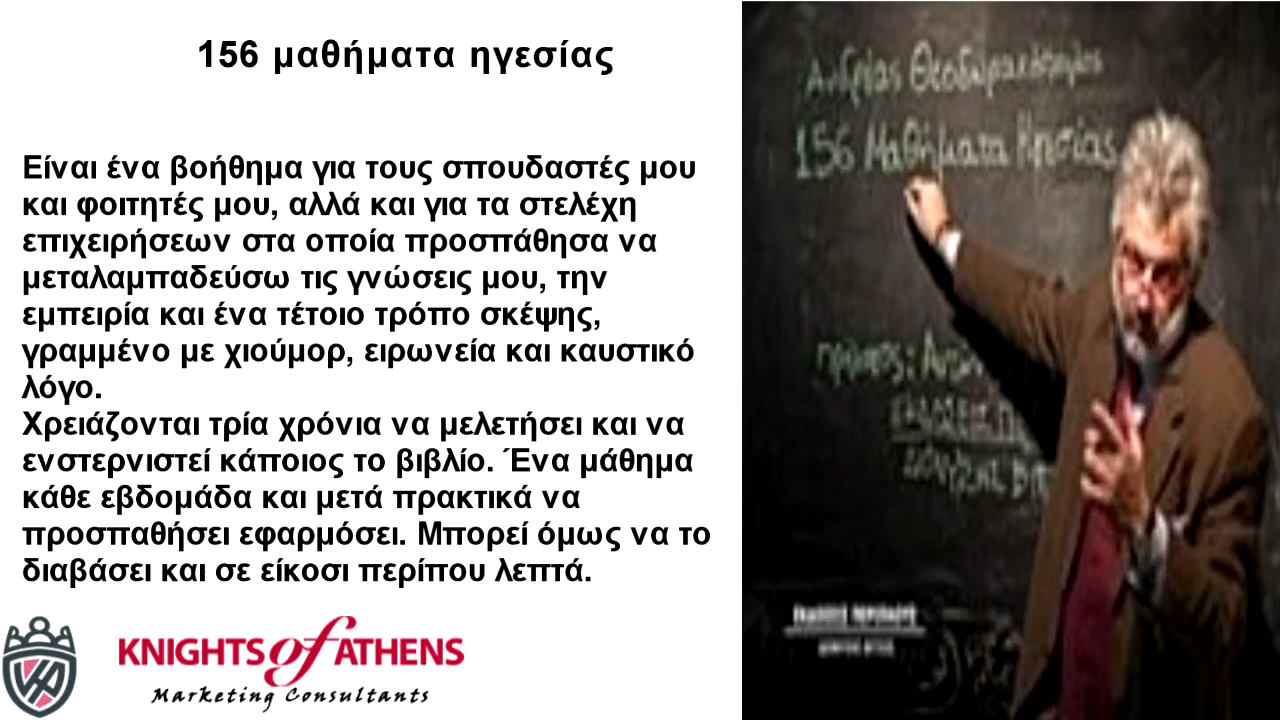 156 μαθήματα ηγεσίας
Είναι ένα βοήθημα για τους σπουδαστές μου
και φοιτητές μου, αλλά και για τα στελέχη
επιχειρήσεων στα οποία προσπάθησα να
μεταλαμπαδεύσω τις γνώσεις μου, την
εμπειρία και ένα τέτοιο τρόπο σκέψης,
γραμμένο με χιούμορ, ειρωνεία και καυστικό
λόγο.
Χρειάζονται τρία χρόνια να μελετήσει και να
ενστερνιστεί κάποιος το βιβλίο. Ένα μάθημα
κάθε εβδομάδα και μετά πρακτικά να
προσπαθήσει εφαρμόσει. Μπορεί όμως να το
διαβάσει και σε είκοσι περίπου λεπτά.
KNIGHTS of ATHENS
Marketing Consultants
Ανδρέας Θεοδωρακόπουλος
156 Μαθήματα Ηγεσίας